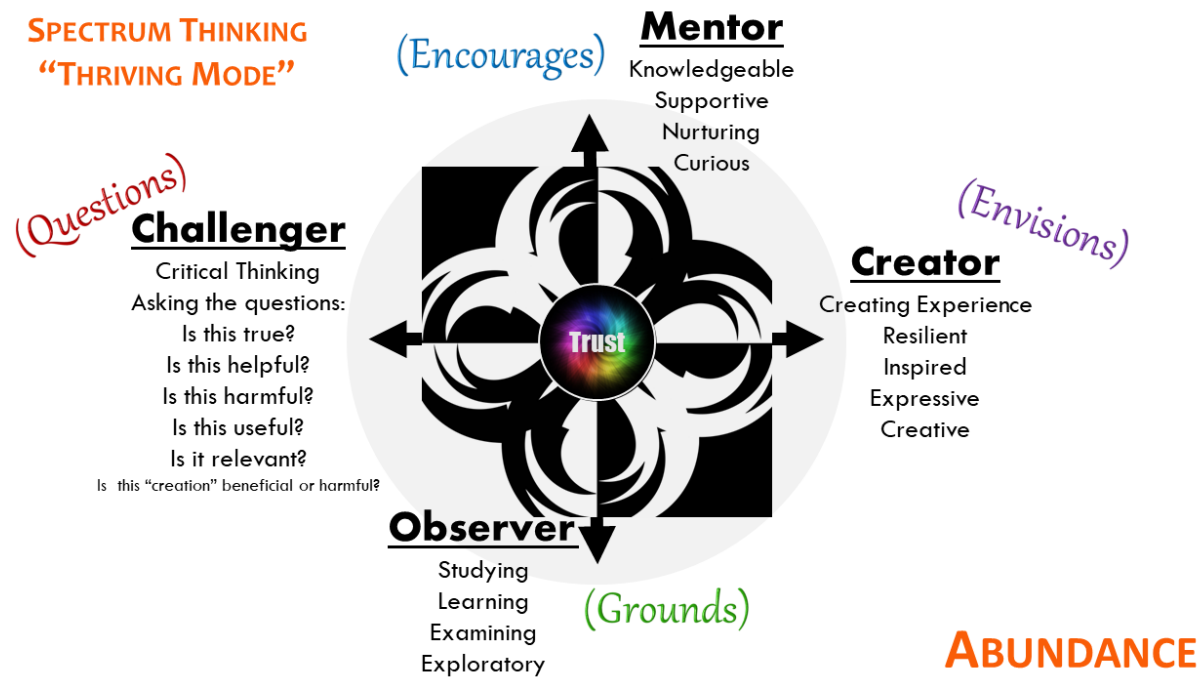 SPECTRUM THINKING
“THRIVING MODE”
(Encourages)
Mentor
Knowledgeable
Supportive
Nurturing
Curious
(Questions)
Challenger
Critical Thinking
Asking the questions:
Is this true?
Is this helpful?
Is this harmful?
Is this useful?
Is it relevant?
Is this “creation” beneficial or harmful?
Trust
(Envisions)
Creator
Creating Experience
Resilient
Inspired
Expressive
Creative
Observer
Studying
Learning
Examining
Exploratory
(Grounds)
ABUNDANCE